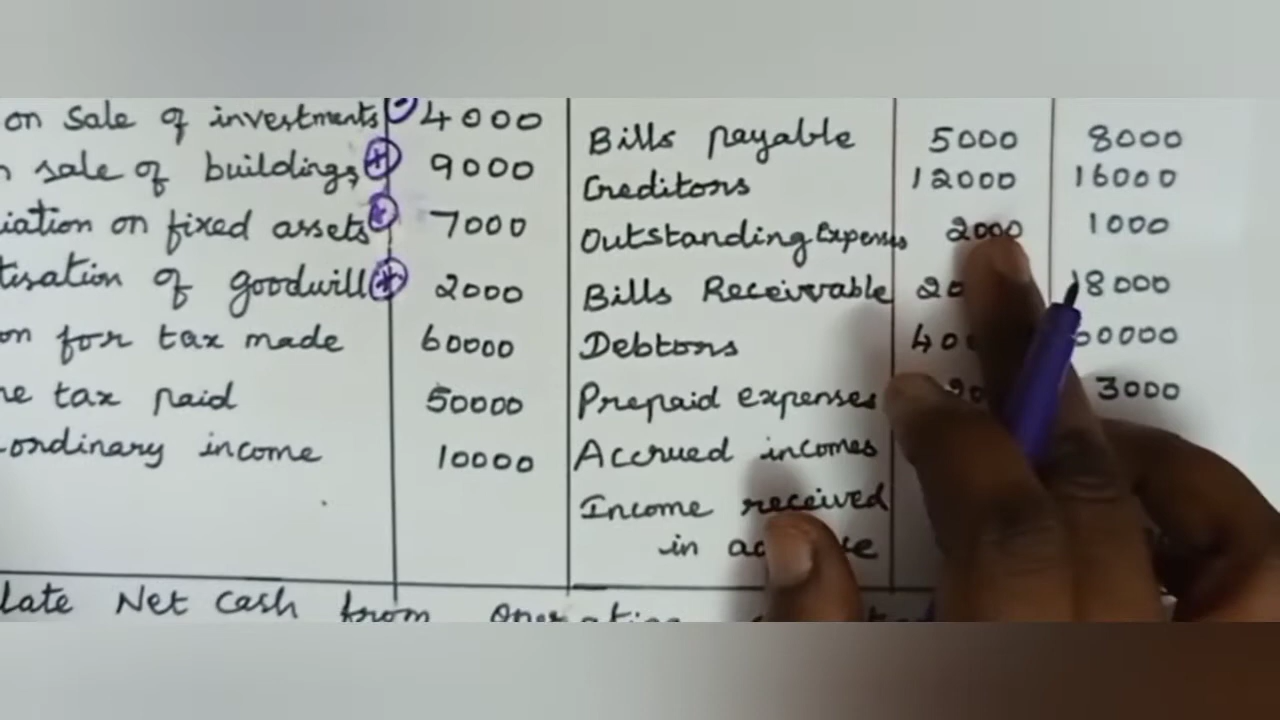 on sale of investments - 4000
sale of buildings, + 9000
iation on fixed assets + 7000
tisation of goodwill + 2000
on for tax made 60000
tax paid 50000
ordinary income 10000
Bills payable 5000 8000
Creditors 12000 16000
Outstanding Expenses 2000 1000
Bills Receivable 18000
Debtors
Prepaid expenses 3000
Accrued incomes
Income received
in
late Net cash from